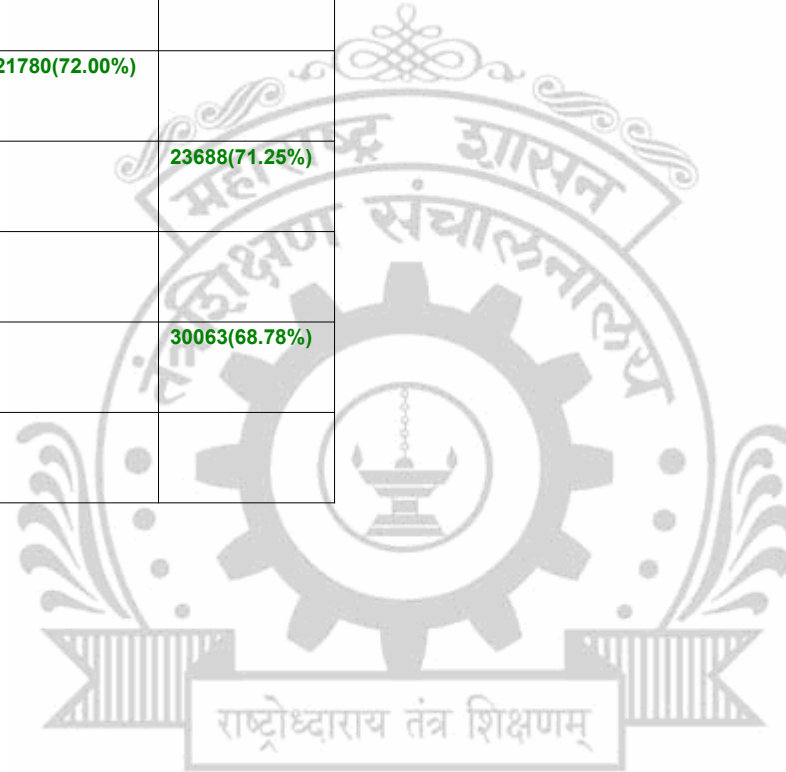 21780(72.00%)
महाराष्ट्र शासन
23688(71.25%)
तंत्रशिक्षण संचालनालय
30063(68.78%)
राष्ट्रोध्दाराय तंत्र शिक्षणम्